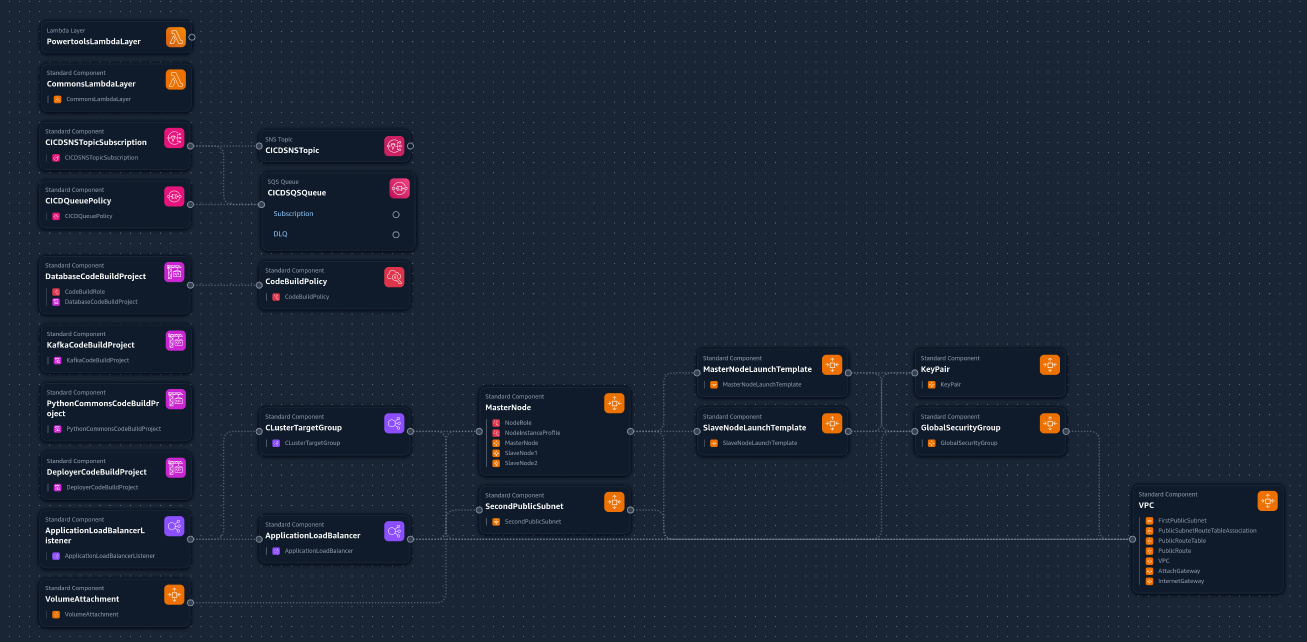 Lambda Layer
PowertoolsLambdaLayer
Standard Component
CommonsLambdaLayer
CommonsLambdaLayer
Standard Component
CICDSNSTopicSubscription
CICDSNSTopicSubscription
Standard Component
CICDQueuePolicy
CICDQueuePolicy
Standard Component
DatabaseCodeBuildProject
CodeBuildRole
DatabaseCodeBuildProject
Standard Component
KafkaCodeBuildProject
KafkaCodeBuildProject
Standard Component
PythonCommonsCodeBuildPr
oject
PythonCommonsCodeBuildProject
Standard Component
DeployerCodeBuildProject
DeployerCodeBuildProject
Standard Component
ApplicationLoadBalancerL
istener
ApplicationLoadBalancerListener
Standard Component
VolumeAttachment
VolumeAttachment
SNS Topic
CICDSNSTopic
SQS Queue
CICDSQSQueue
Subscription
DLQ
Standard Component
CodeBuildPolicy
CodeBuildPolicy
Standard Component
CLusterTargetGroup
CLusterTargetGroup
Standard Component
ApplicationLoadBalancer
ApplicationLoadBalancer
Standard Component
MasterNode
NodeRole
NodeInstanceProfile
MasterNode
SlaveNode1
SlaveNode2
Standard Component
SecondPublicSubnet
SecondPublicSubnet
Standard Component
MasterNodeLaunchTemplate
MasterNodeLaunchTemplate
Standard Component
SlaveNodeLaunchTemplate
SlaveNodeLaunchTemplate
Standard Component
KeyPair
KeyPair
Standard Component
GlobalSecurityGroup
GlobalSecurityGroup
Standard Component
VPC
FirstPublicSubnet
PublicSubnetRouteTableAssociation
PublicRouteTable
PublicRoute
VPC
AttachGateway
InternetGateway